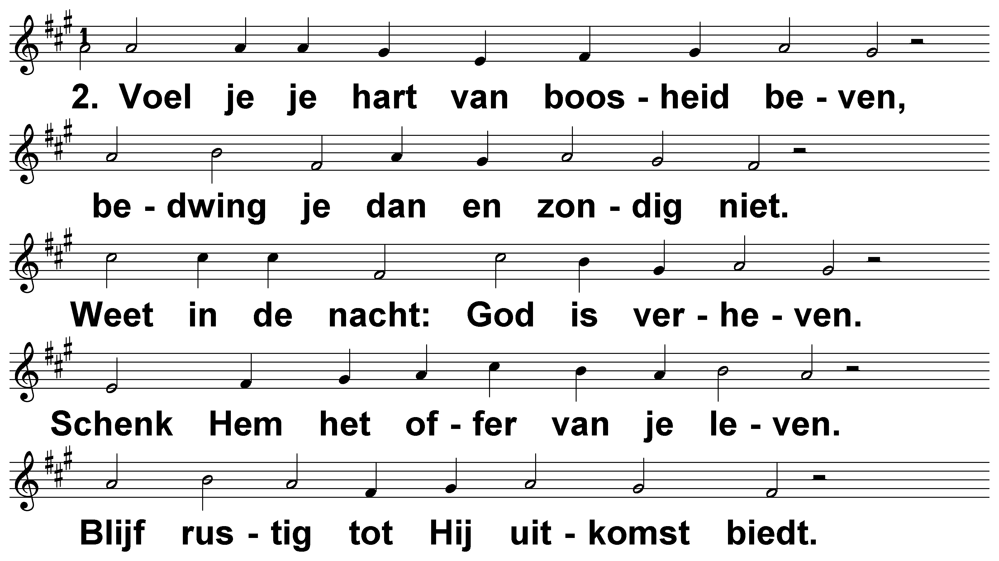 1
2. Voel je je hart van boos - heid be - ven,
be - dwing je dan en zon - dig niet.
Weet in de nacht: God is ver - he - ven.
Schenk Hem het of - fer van je le - ven.
Blijf rus - tig tot Hij uit - komst biedt.